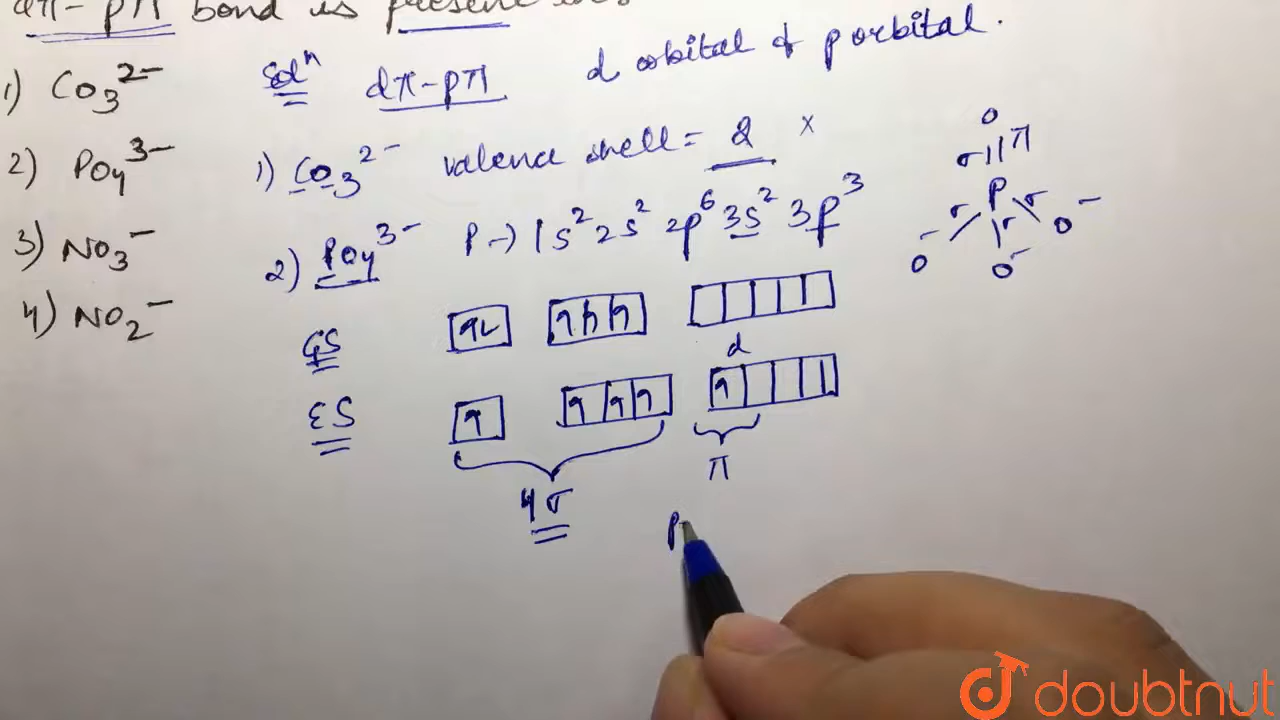 dπ - pπ bond is present in
1) CO3 2-
2) PO4 3-
3) NO3 -
4) NO2 -
Solⁿ dπ-pπ d orbital & p orbital.
1) CO3 2- valence shell = 2 ×
2) PO4 3- P → 1s² 2s² 2p⁶ 3s² 3p³
O
σ || π
P
σ σ σ
O - O - O -
GS
d
ES
4σ π
p
doubtnut